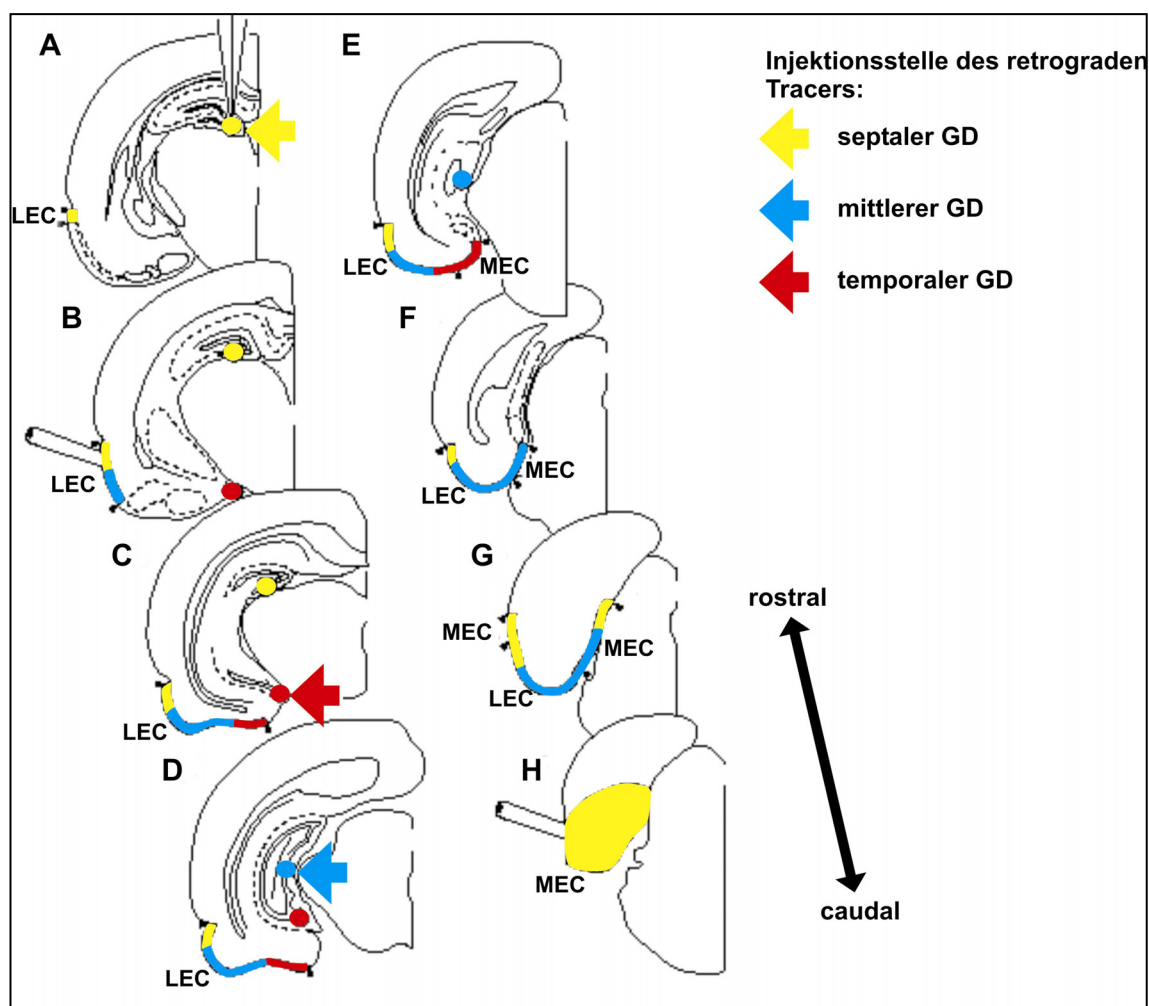 A
E
Injektionsstelle des retrograden
Tracers:
septaler GD
mittlerer GD
temporaler GD
LEC
LEC
MEC
B
F
LEC
MEC
LEC
C
G
rostral
MEC
MEC
LEC
LEC
D
H
MEC
caudal
LEC